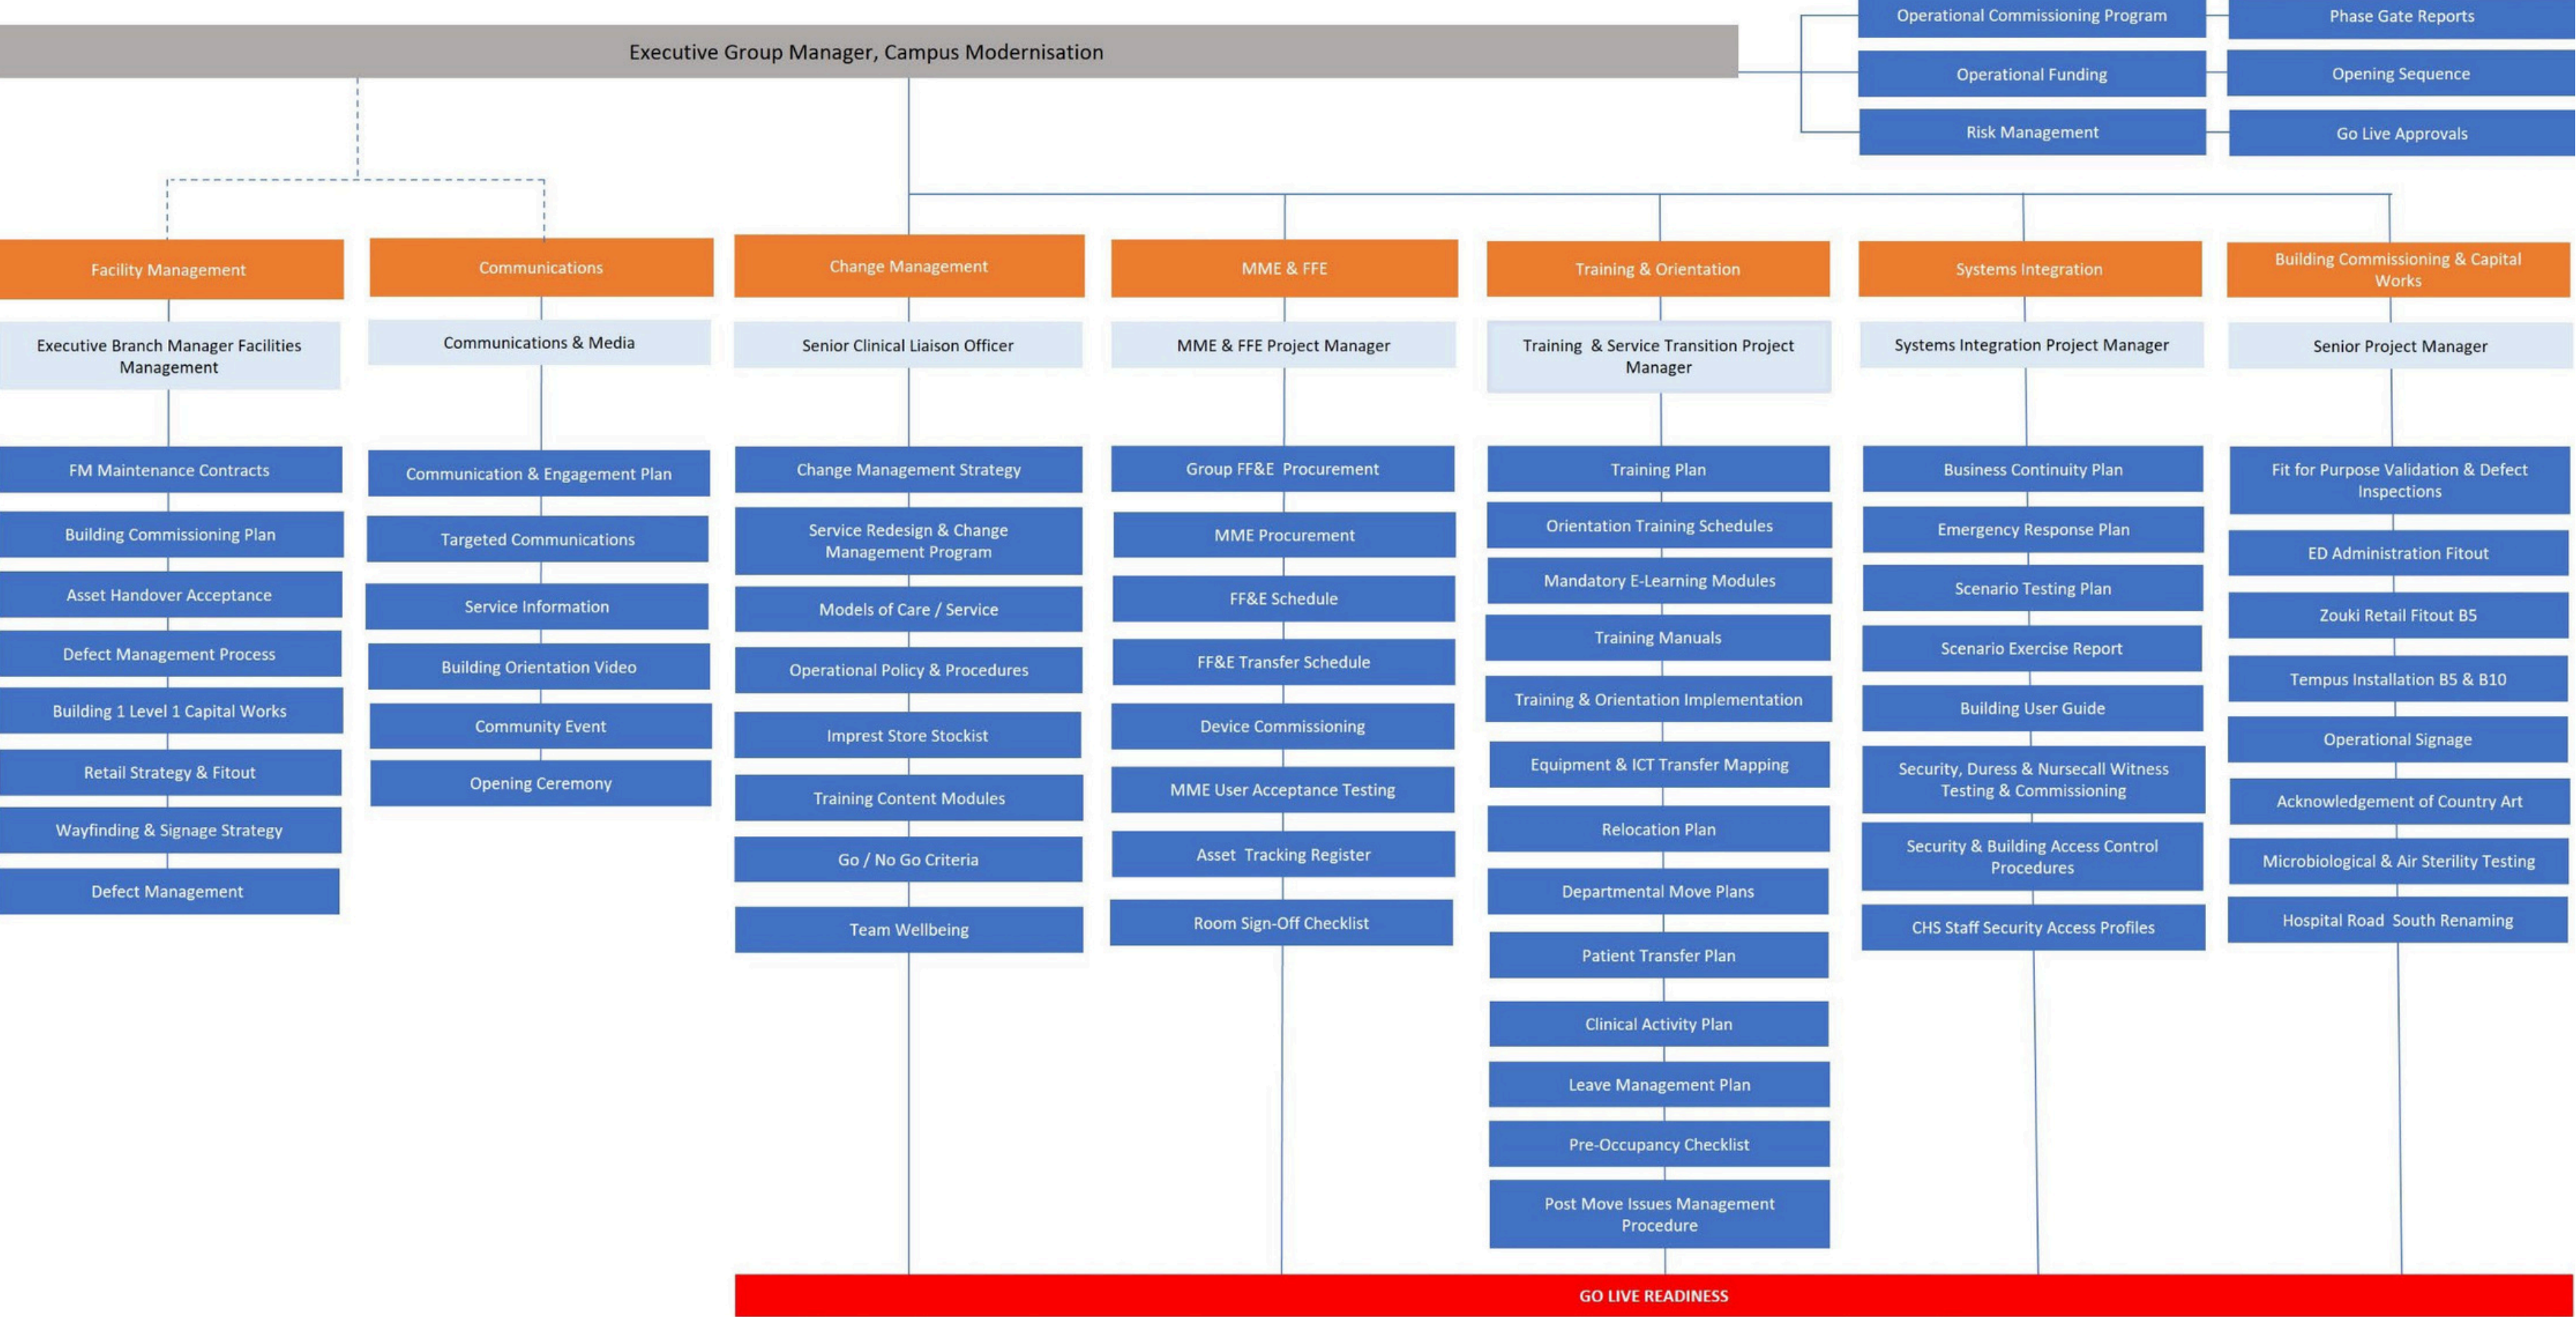 Operational Commissioning Program
Phase Gate Reports
Executive Group Manager, Campus Modernisation
Operational Funding
Opening Sequence
Risk Management
Go Live Approvals
Facility Management
Executive Branch Manager Facilities
Management
FM Maintenance Contracts
Building Commissioning Plan
Asset Handover Acceptance
Defect Management Process
Building 1 Level 1 Capital Works
Retail Strategy & Fitout
Wayfinding & Signage Strategy
Defect Management
Communications
Communications & Media
Communication & Engagement Plan
Targeted Communications
Service Information
Building Orientation Video
Community Event
Opening Ceremony
Change Management
Senior Clinical Liaison Officer
Change Management Strategy
Service Redesign & Change
Management Program
Models of Care / Service
Operational Policy & Procedures
Imprest Store Stockist
Training Content Modules
Go / No Go Criteria
Team Wellbeing
MME & FFE
MME & FFE Project Manager
Group FF&E Procurement
MME Procurement
FF&E Schedule
FF&E Transfer Schedule
Device Commissioning
MME User Acceptance Testing
Asset Tracking Register
Room Sign-Off Checklist
Training & Orientation
Training & Service Transition Project
Manager
Training Plan
Orientation Training Schedules
Mandatory E-Learning Modules
Training Manuals
Training & Orientation Implementation
Equipment & ICT Transfer Mapping
Relocation Plan
Departmental Move Plans
Patient Transfer Plan
Clinical Activity Plan
Leave Management Plan
Pre-Occupancy Checklist
Post Move Issues Management
Procedure
Systems Integration
Systems Integration Project Manager
Business Continuity Plan
Emergency Response Plan
Scenario Testing Plan
Scenario Exercise Report
Building User Guide
Security, Duress & Nursecall Witness
Testing & Commissioning
Security & Building Access Control
Procedures
CHS Staff Security Access Profiles
Building Commissioning & Capital
Works
Senior Project Manager
Fit for Purpose Validation & Defect
Inspections
ED Administration Fitout
Zouki Retail Fitout B5
Tempus Installation B5 & B10
Operational Signage
Acknowledgement of Country Art
Microbiological & Air Sterility Testing
Hospital Road South Renaming
GO LIVE READINESS